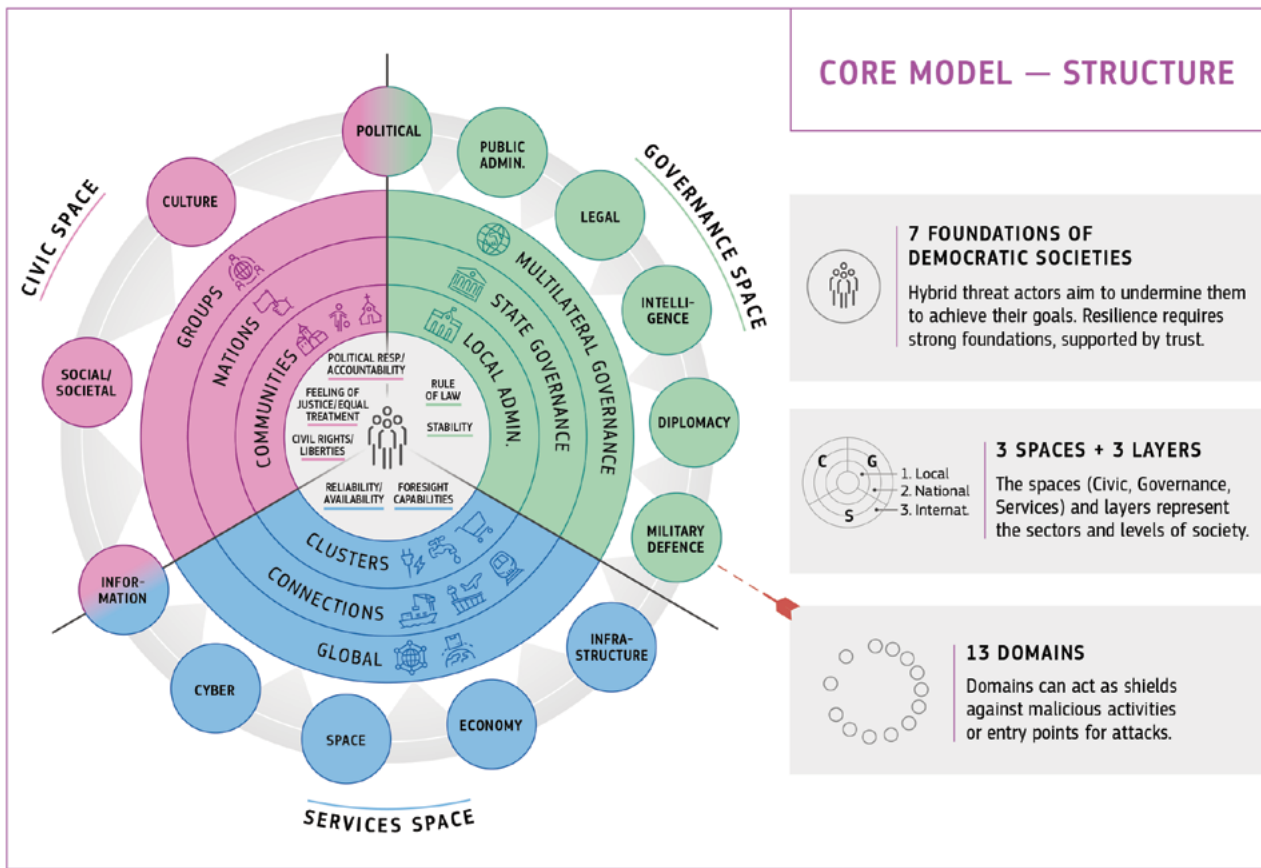 CORE MODEL — STRUCTURE
CIVIC SPACE
GOVERNANCE SPACE
SERVICES SPACE
POLITICAL
PUBLIC
ADMIN.
LEGAL
INTELLI-
GENCE
DIPLOMACY
MILITARY
DEFENCE
INFRA-
STRUCTURE
ECONOMY
SPACE
CYBER
INFOR-
MATION
SOCIAL/
SOCIETAL
CULTURE
GROUPS
NATIONS
COMMUNITIES
MULTILATERAL GOVERNANCE
STATE GOVERNANCE
LOCAL ADMIN.
CLUSTERS
CONNECTIONS
GLOBAL
POLITICAL RESP/
ACCOUNTABILITY
FEELING OF
JUSTICE/EQUAL
TREATMENT
CIVIL RIGHTS/
LIBERTIES
RULE
OF LAW
STABILITY
RELIABILITY/
AVAILABILITY
FORESIGHT
CAPABILITIES
7 FOUNDATIONS OF
DEMOCRATIC SOCIETIES
Hybrid threat actors aim to undermine them
to achieve their goals. Resilience requires
strong foundations, supported by trust.
C
G
S
1. Local
2. National
3. Internat.
3 SPACES + 3 LAYERS
The spaces (Civic, Governance,
Services) and layers represent
the sectors and levels of society.
13 DOMAINS
Domains can act as shields
against malicious activities
or entry points for attacks.